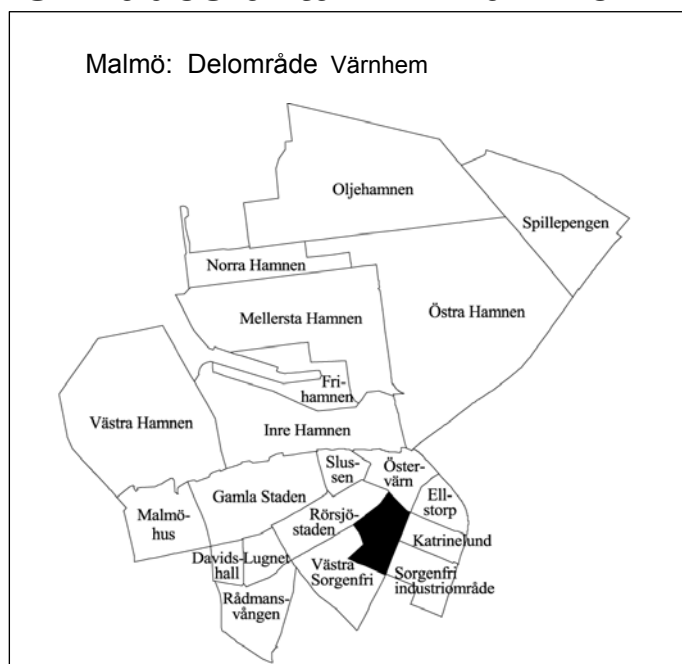 Malmö: Delområde Värnhem
Oljehamnen
Spillepengen
Norra Hamnen
Östra Hamnen
Mellersta Hamnen
Fri-
hamnen
Västra Hamnen
Inre Hamnen
Slus-
sen
Öster-
värn
Ell-
storp
Gamla Staden
Malmö-
hus
Rörsjö-
staden
Katrinelund
Davids-
hall
Lugnet
Västra
Sorgenfri
Sorgenfri
industriområde
Rådmans-
vången